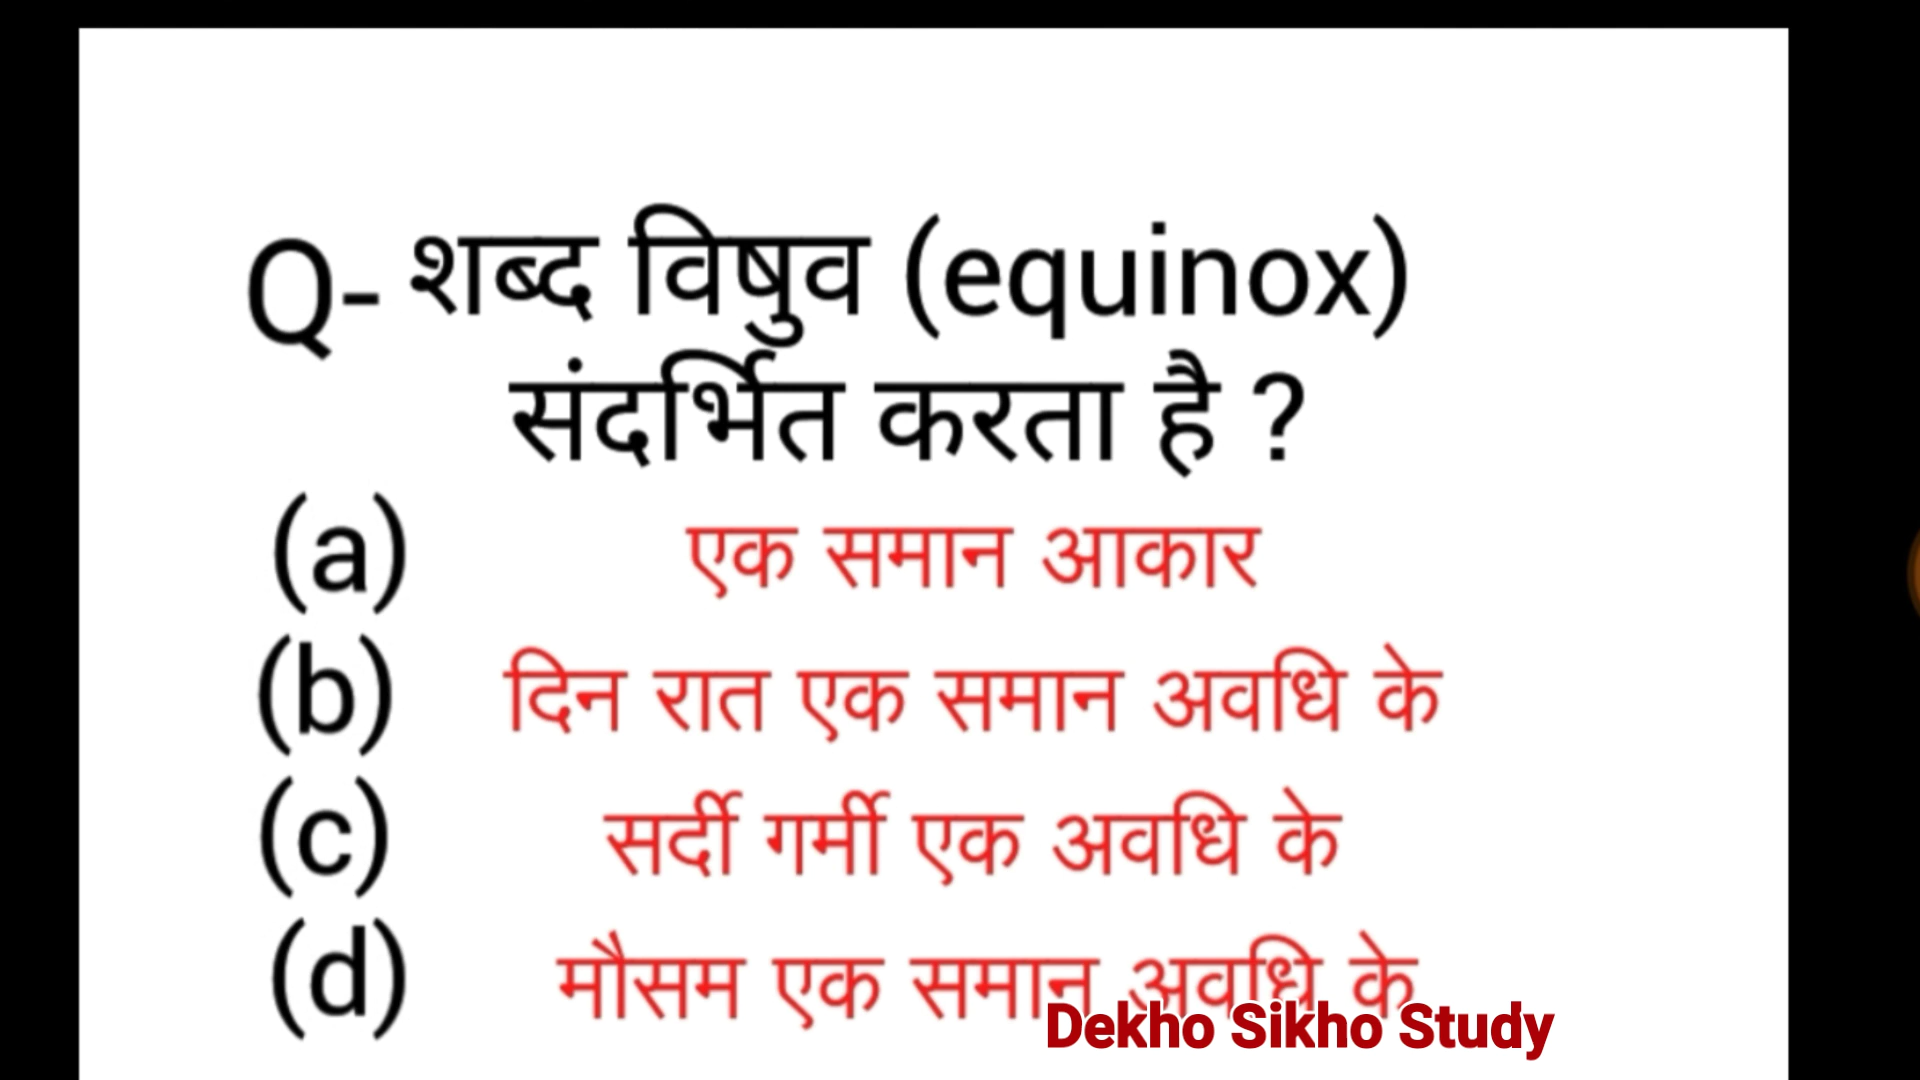 Q- शब्द विषुव (equinox)
संदर्भित करता है ?
(a) एक समान आकार
(b) दिन रात एक समान अवधि के
(c) सर्दी गर्मी एक अवधि के
(d) मौसम एक समान अवधि के
Dekho Sikho Study